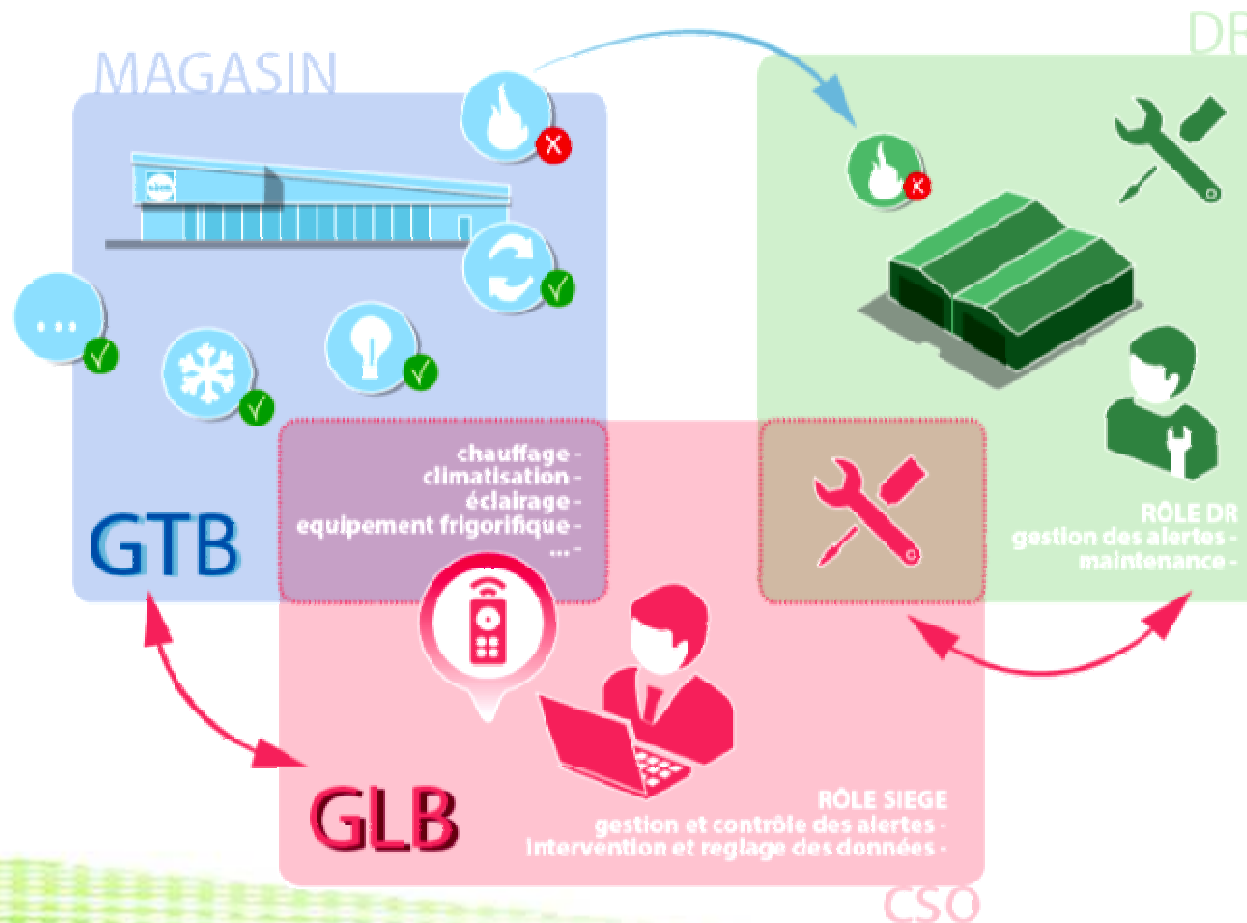 MAGASIN
DR
chauffage -
climatisation -
éclairage -
equipement frigorifique -
... -
GTB
RÔLE DR
gestion des alertes -
maintenance -
GLB
RÔLE SIEGE
gestion et contrôle des alertes -
intervention et reglage des données -
CSO